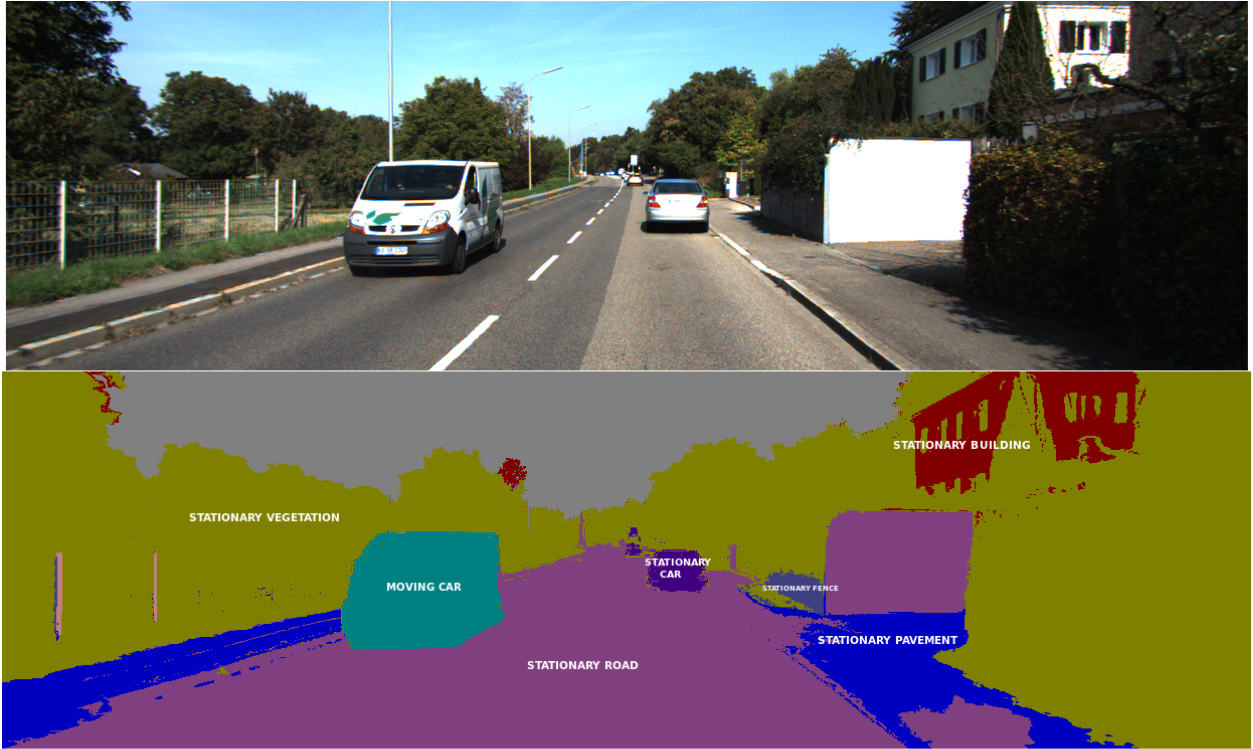 STATIONARY BUILDING
STATIONARY VEGETATION
STATIONARY
CAR
MOVING CAR
STATIONARY FENCE
STATIONARY PAVEMENT
STATIONARY ROAD